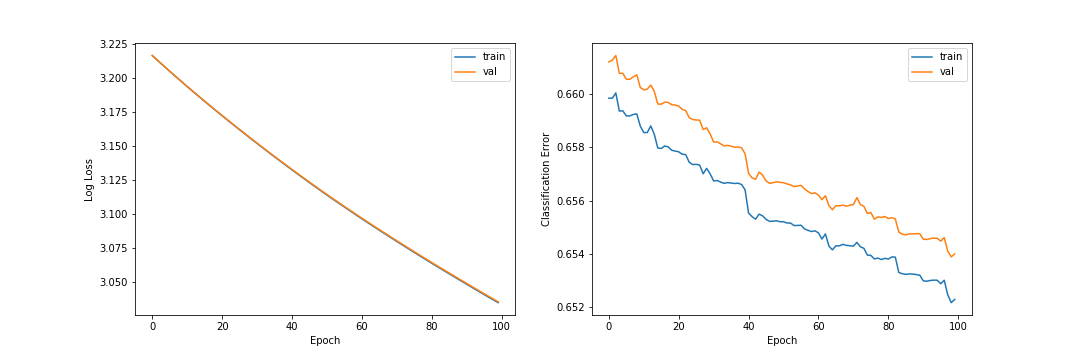 3.225
3.200
3.175
3.150
3.125
3.100
3.075
3.050
Log Loss
0 20 40 60 80 100
Epoch
train
val
0.660
0.658
0.656
0.654
0.652
Classification Error
0 20 40 60 80 100
Epoch
train
val